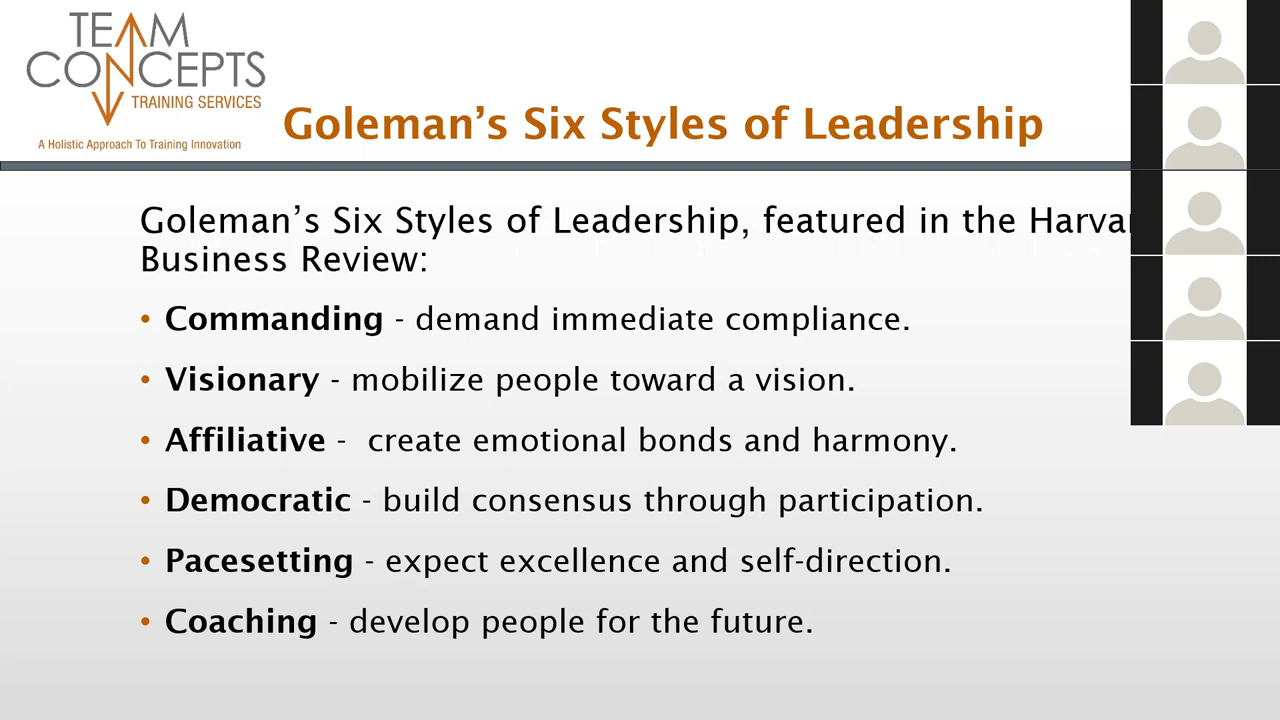 TEAM
CONCEPTS
TRAINING SERVICES
A Holistic Approach To Training Innovation
Goleman’s Six Styles of Leadership
Goleman’s Six Styles of Leadership, featured in the
Business Review:
• Commanding - demand immediate compliance.
• Visionary - mobilize people toward a vision.
• Affiliative -  create emotional bonds and harmony.
• Democratic - build consensus through participation.
• Pacesetting - expect excellence and self-direction.
• Coaching - develop people for the future.